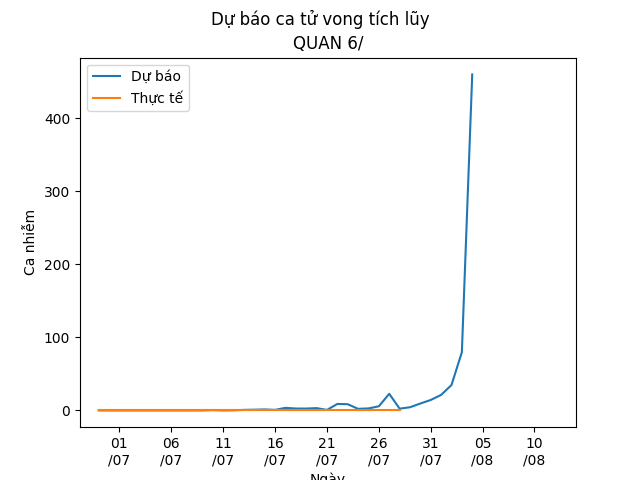 Dự báo ca tử vong tích lũy
QUAN 6/
Dự báo
Thực tế
Ca nhiễm
400
300
200
100
0
01 06 11 16 21 26 31 05 10
/07 /07 /07 /07 /07 /07 /07 /08 /08
Ngày